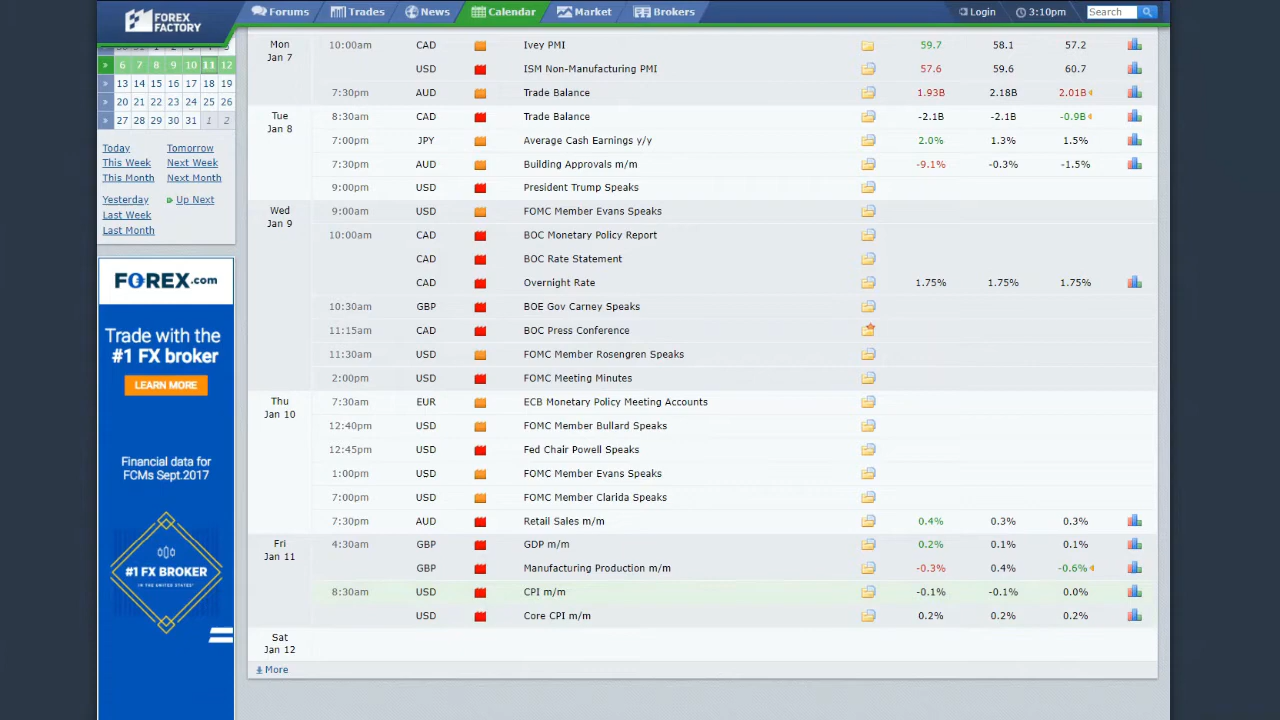 FOREX FACTORY
Forums Trades News Calendar Market Brokers Login 3:10pm Search
» 6 7 8 9 10 11 12
» 13 14 15 16 17 18 19
» 20 21 22 23 24 25 26
» 27 28 29 30 31 1 2
Today Tomorrow
This Week Next Week
This Month Next Month
Yesterday Up Next
Last Week
Last Month
FOREX.com
Trade with the
#1 FX broker
LEARN MORE
Financial data for
FCMs Sept.2017
#1 FX BROKER
IN THE UNITED STATES*
Mon Jan 7 10:00am CAD Ivey PMI 59.7 58.1 57.2
USD ISM Non-Manufacturing PMI 57.6 59.6 60.7
7:30pm AUD Trade Balance 1.93B 2.18B 2.01B
Tue Jan 8 8:30am CAD Trade Balance -2.1B -2.1B -0.9B
7:00pm JPY Average Cash Earnings y/y 2.0% 1.3% 1.5%
7:30pm AUD Building Approvals m/m -9.1% -0.3% -1.5%
9:00pm USD President Trump Speaks
Wed Jan 9 9:00am USD FOMC Member Evans Speaks
10:00am CAD BOC Monetary Policy Report
CAD BOC Rate Statement
CAD Overnight Rate 1.75% 1.75% 1.75%
10:30am GBP BOE Gov Carney Speaks
11:15am CAD BOC Press Conference
11:30am USD FOMC Member Rosengren Speaks
2:00pm USD FOMC Meeting Minutes
Thu Jan 10 7:30am EUR ECB Monetary Policy Meeting Accounts
12:40pm USD FOMC Member Bullard Speaks
12:45pm USD Fed Chair Powell Speaks
1:00pm USD FOMC Member Evans Speaks
7:00pm USD FOMC Member Clarida Speaks
7:30pm AUD Retail Sales m/m 0.4% 0.3% 0.3%
Fri Jan 11 4:30am GBP GDP m/m 0.2% 0.1% 0.1%
GBP Manufacturing Production m/m -0.3% 0.4% -0.6%
8:30am USD CPI m/m -0.1% -0.1% 0.0%
USD Core CPI m/m 0.2% 0.2% 0.2%
Sat Jan 12
More